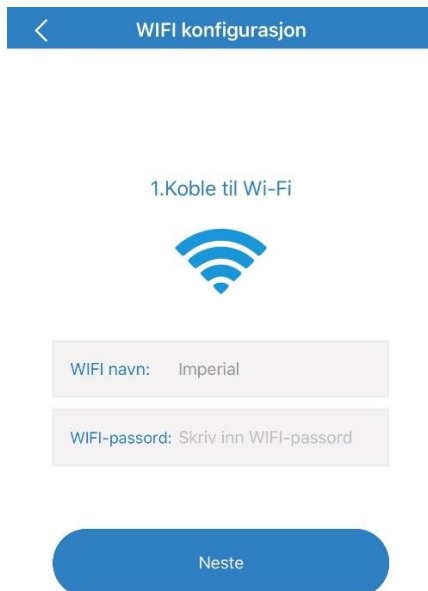 WIFI konfigurasjon
1.Koble til Wi-Fi
WIFI navn: Imperial
WIFI-passord: Skriv inn WIFI-passord
Neste